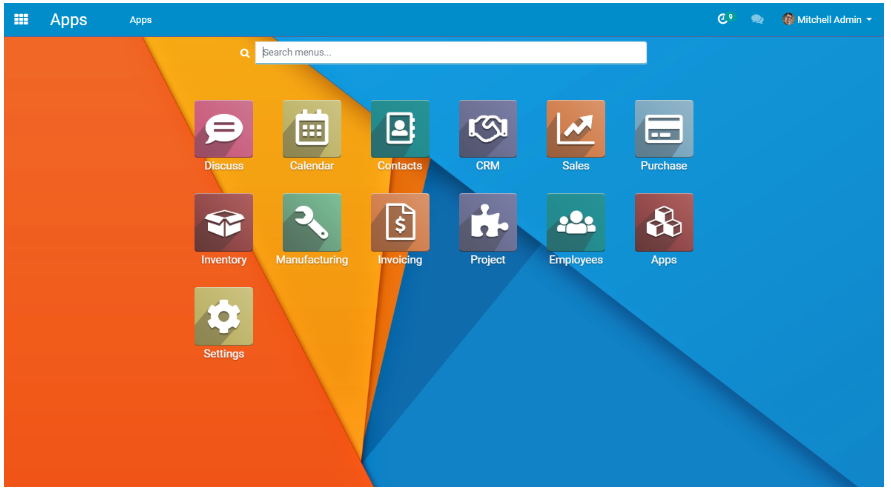 Apps Apps 9 Mitchell Admin
Search menus...
Discuss Calendar Contacts CRM Sales Purchase
Inventory Manufacturing Invoicing Project Employees Apps
Settings